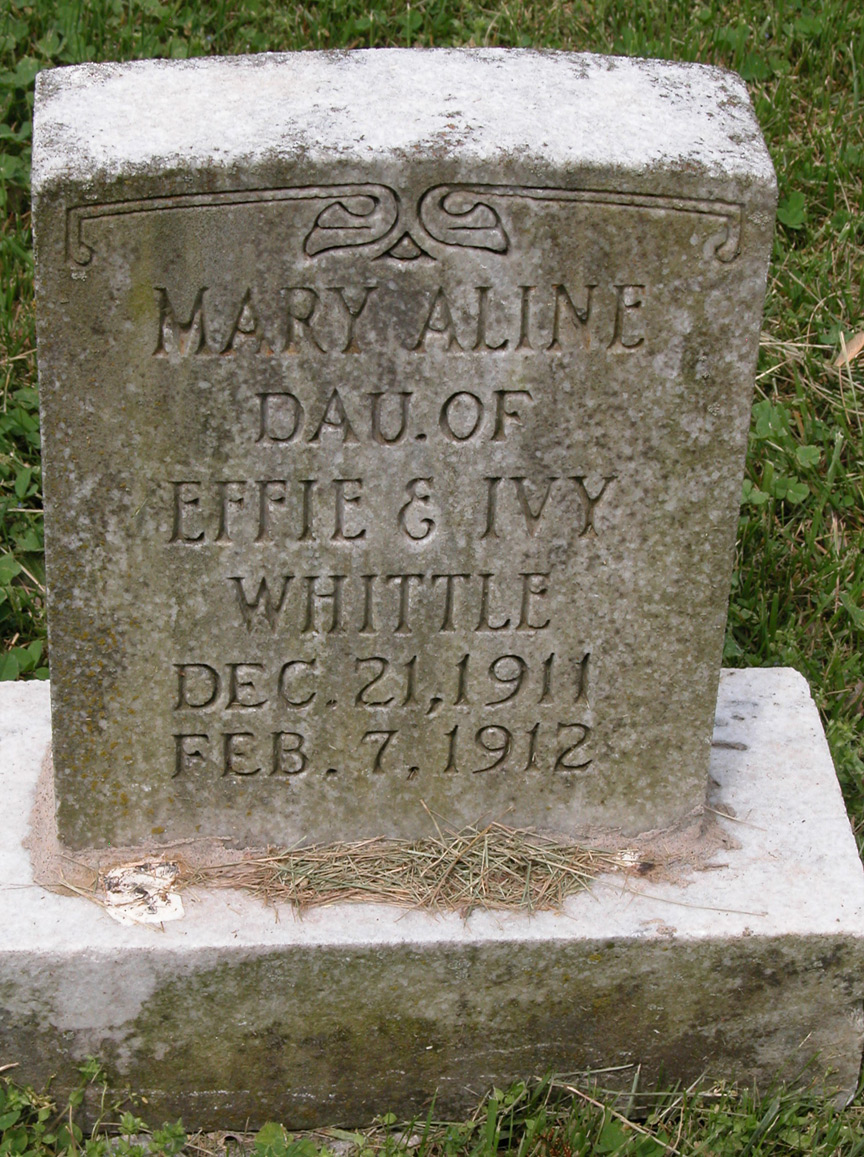 MARY ALINE
DAU. OF
EFFIE & IVY
WHITTLE
DEC. 21, 1911
FEB. 7, 1912